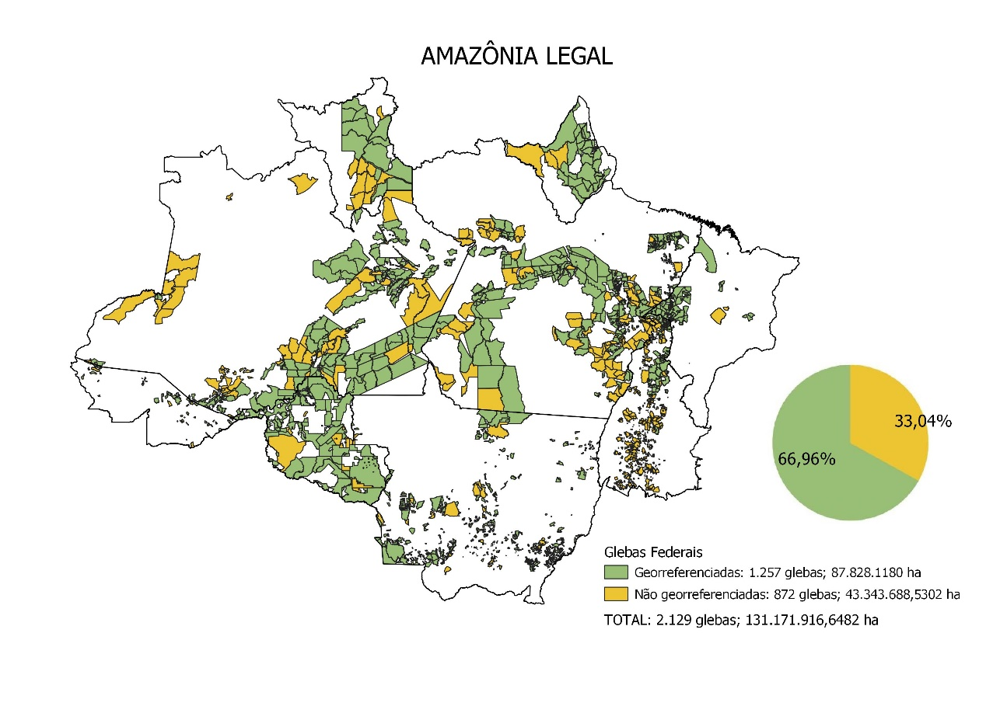 AMAZÔNIA LEGAL
33,04%
66,96%
Glebas Federais
Georreferenciadas: 1.257 glebas; 87.828.1180 ha
Não georreferenciadas: 872 glebas; 43.343.688,5302 ha
TOTAL: 2.129 glebas; 131.171.916,6482 ha